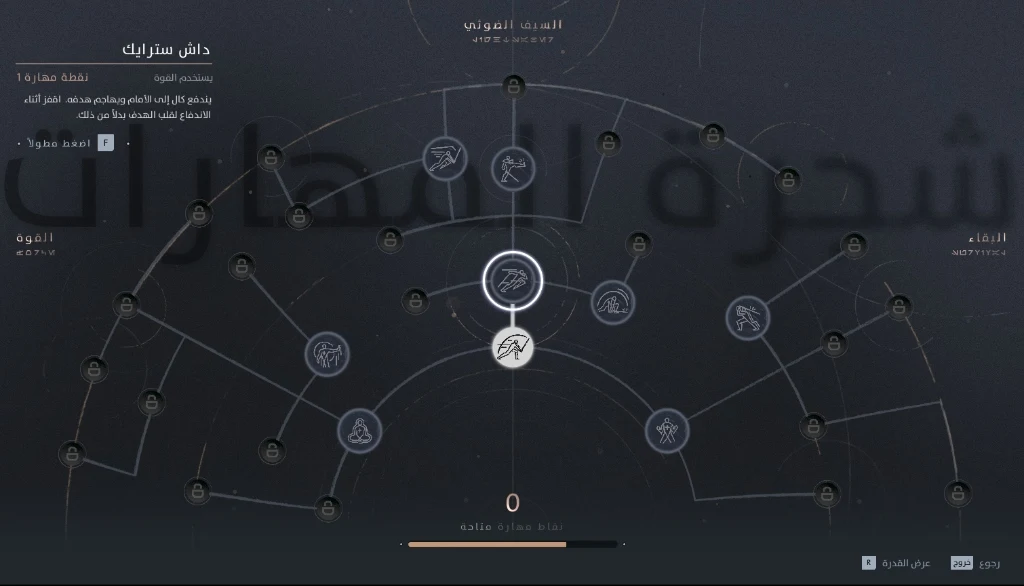 السيف الضوئي
داش سترايك
نقطة مهارة 1
يستخدم القوة
يندفع كال إلى الأمام ويهاجم هدفه. اقفز أثناء
الاندفاع لقلب الهدف بدلاً من ذلك.
F اضغط مطولاً
شجرة المهارات
القوة
البقاء
0
نقاط مهارة متاحة
رجوع خروج
عرض القدرة R